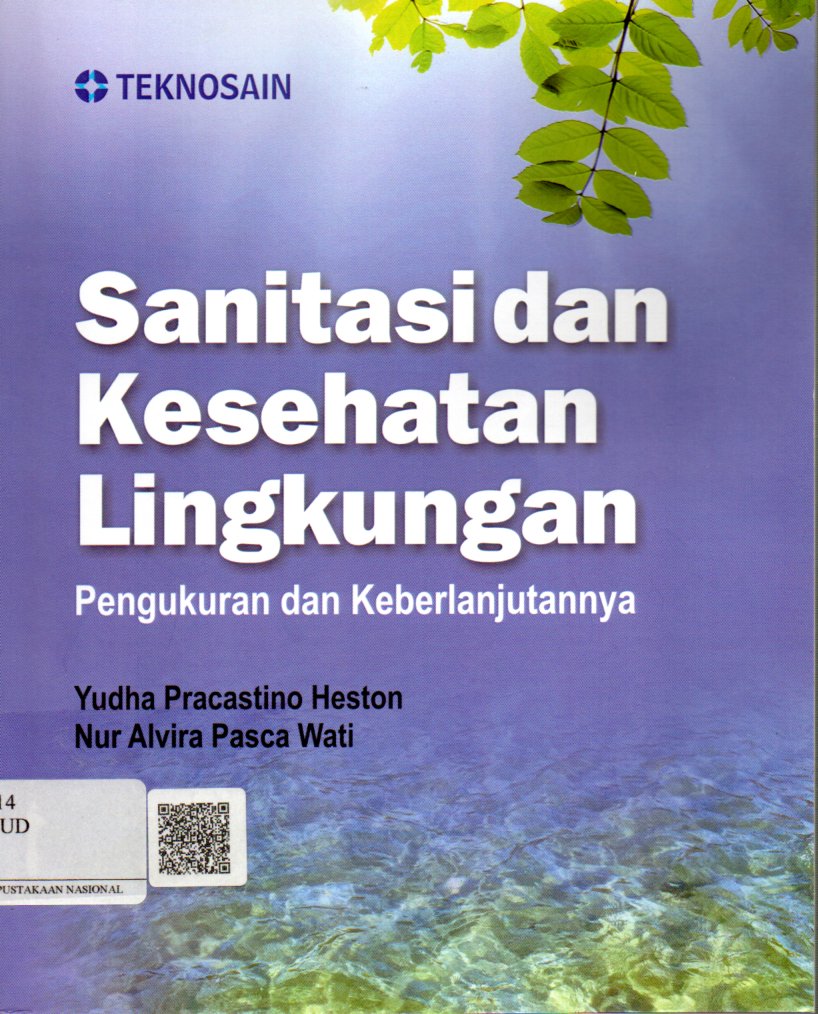 TEKNOSAIN
Sanitasi dan
Kesehatan
Lingkungan
Pengukuran dan Keberlanjutannya
Yudha Pracastino Heston
Nur Alvira Pasca Wati
14
UD
PUSTAKAAN NASIONAL